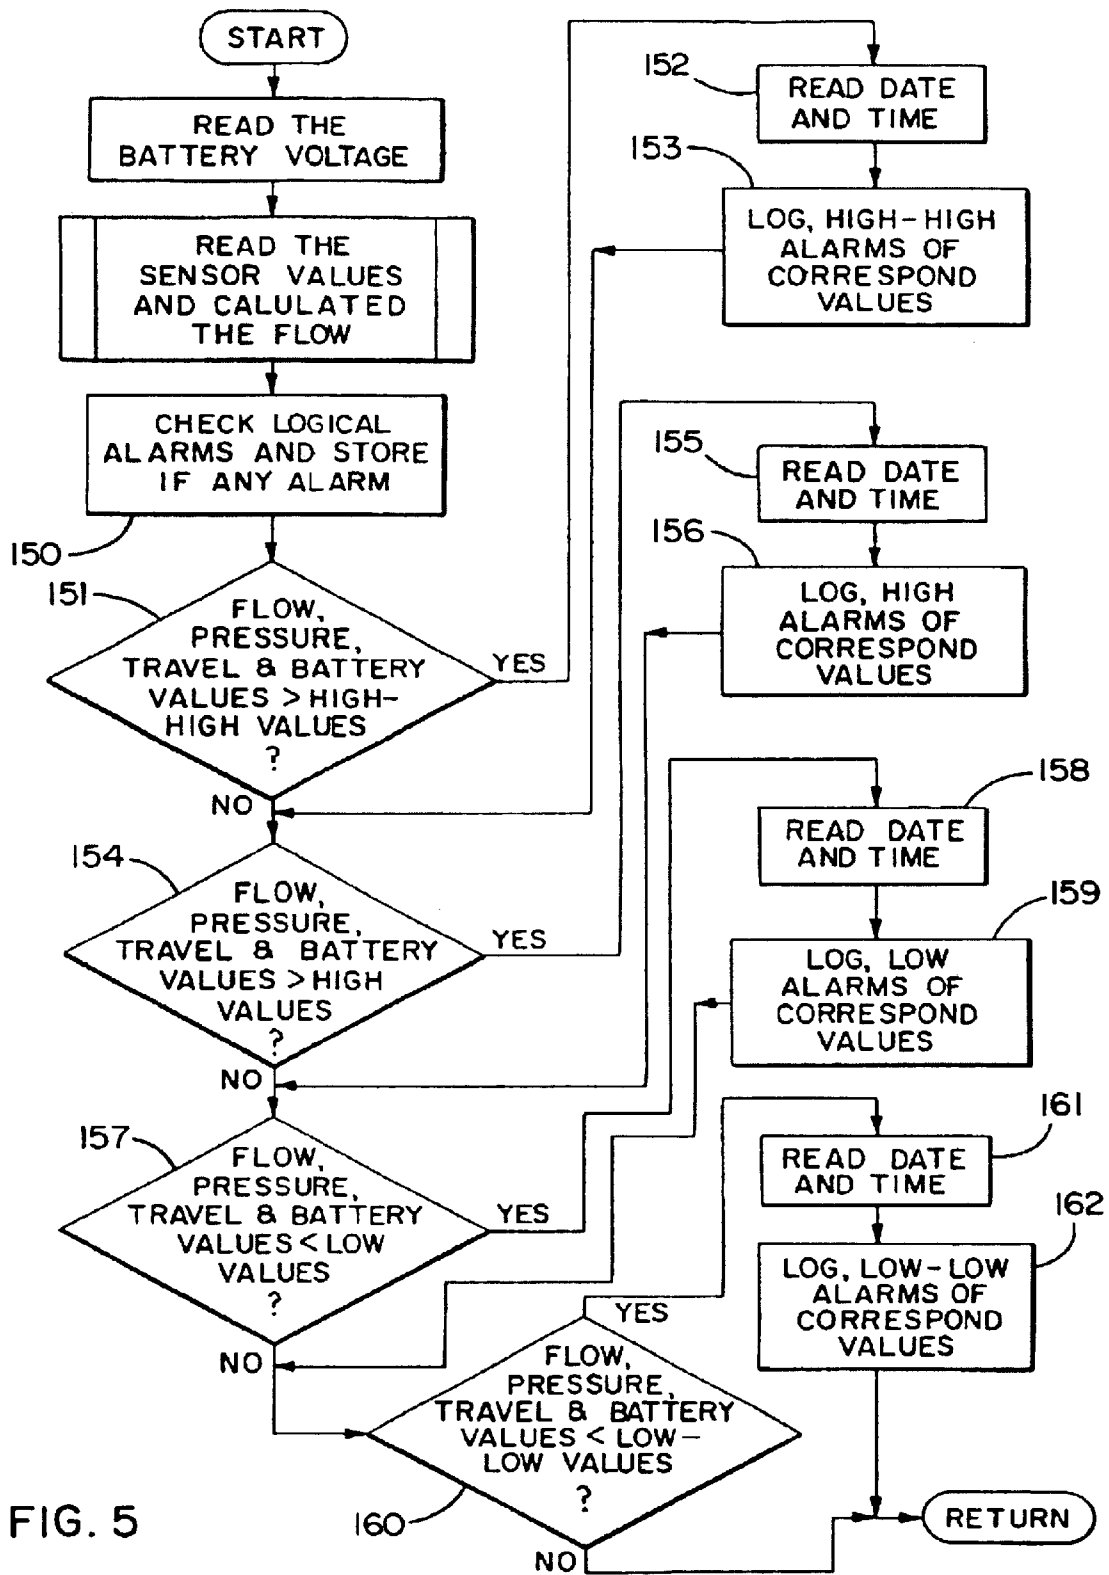 START
READ THE
BATTERY VOLTAGE
READ THE
SENSOR VALUES
AND CALULATED
THE FLOW
CHECK LOGICAL
ALARMS AND STORE
IF ANY ALARM
150
151
FLOW,
PRESSURE,
TRAVEL & BATTERY
VALUES > HIGH-
HIGH VALUES
?
YES
NO
152
READ DATE
AND TIME
153
LOG, HIGH-HIGH
ALARMS OF
CORRESPOND
VALUES
154
FLOW,
PRESSURE,
TRAVEL & BATTERY
VALUES > HIGH
VALUES
?
YES
NO
155
READ DATE
AND TIME
156
LOG, HIGH
ALARMS OF
CORRESPOND
VALUES
157
FLOW,
PRESSURE,
TRAVEL & BATTERY
VALUES < LOW
VALUES
?
YES
NO
158
READ DATE
AND TIME
159
LOG, LOW
ALARMS OF
CORRESPOND
VALUES
160
FLOW,
PRESSURE,
TRAVEL & BATTERY
VALUES < LOW-
LOW VALUES
?
YES
NO
161
READ DATE
AND TIME
162
LOG, LOW-LOW
ALARMS OF
CORRESPOND
VALUES
RETURN
FIG. 5